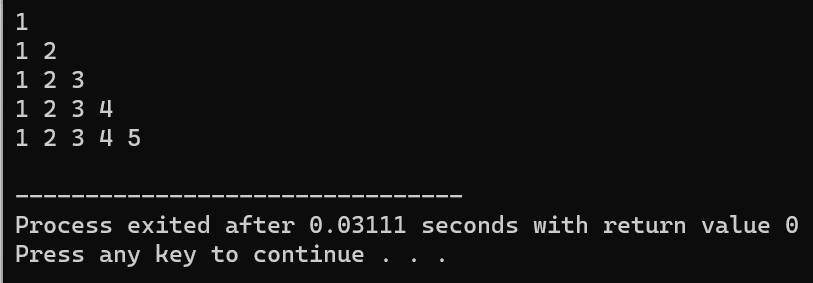 1
1 2
1 2 3
1 2 3 4
1 2 3 4 5
--------------------------------
Process exited after 0.03111 seconds with return value 0
Press any key to continue . . .